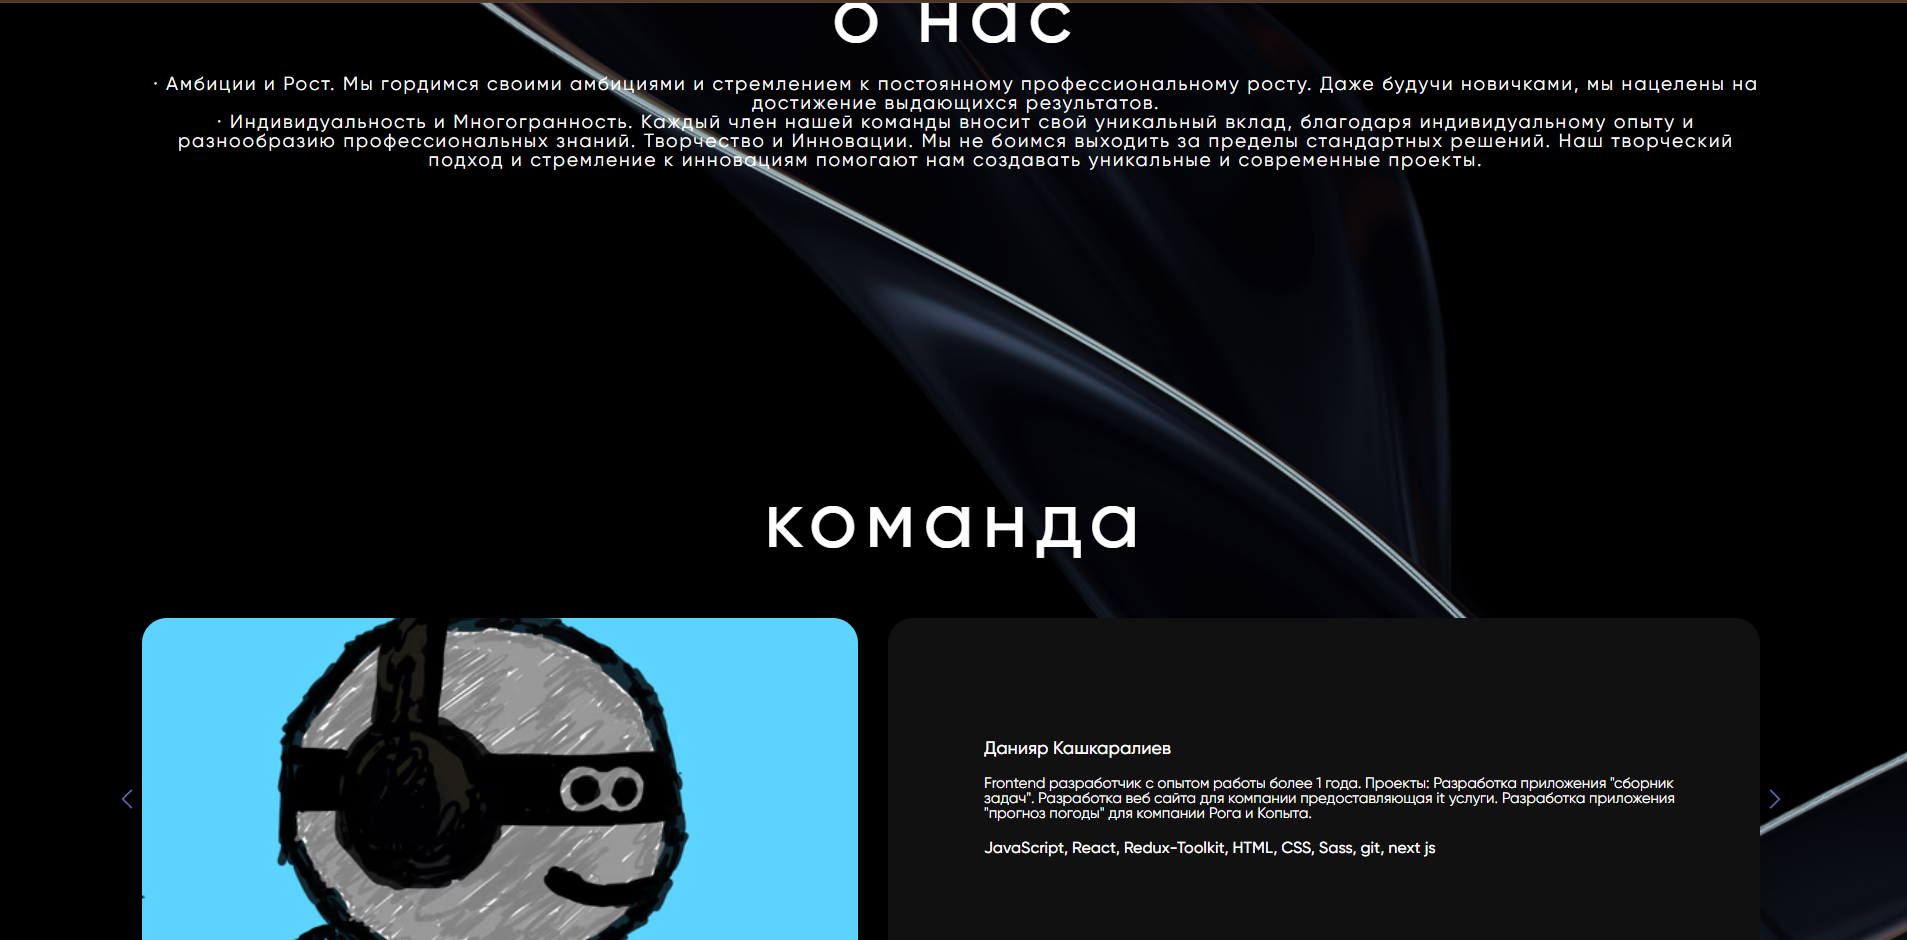 о нас
· Амбиции и Рост. Мы гордимся своими амбициями и стремлением к постоянному профессиональному росту. Даже будучи новичками, мы нацелены на
достижение выдающихся результатов.
· Индивидуальность и Многогранность. Каждый член нашей команды вносит свой уникальный вклад, благодаря индивидуальному опыту и
разнообразию профессиональных знаний. Творчество и Инновации. Мы не боимся выходить за пределы стандартных решений. Наш творческий
подход и стремление к инновациям помогают нам создавать уникальные и современные проекты.
команда
Данияр Кашкаралиев
Frontend разработчик с опытом работы более 1 года. Проекты: Разработка приложения "сборник
задач". Разработка веб сайта для компании предоставляющая it услуги. Разработка приложения
"прогноз погоды" для компании Рога и Копыта.
JavaScript, React, Redux-Toolkit, HTML, CSS, Sass, git, next js